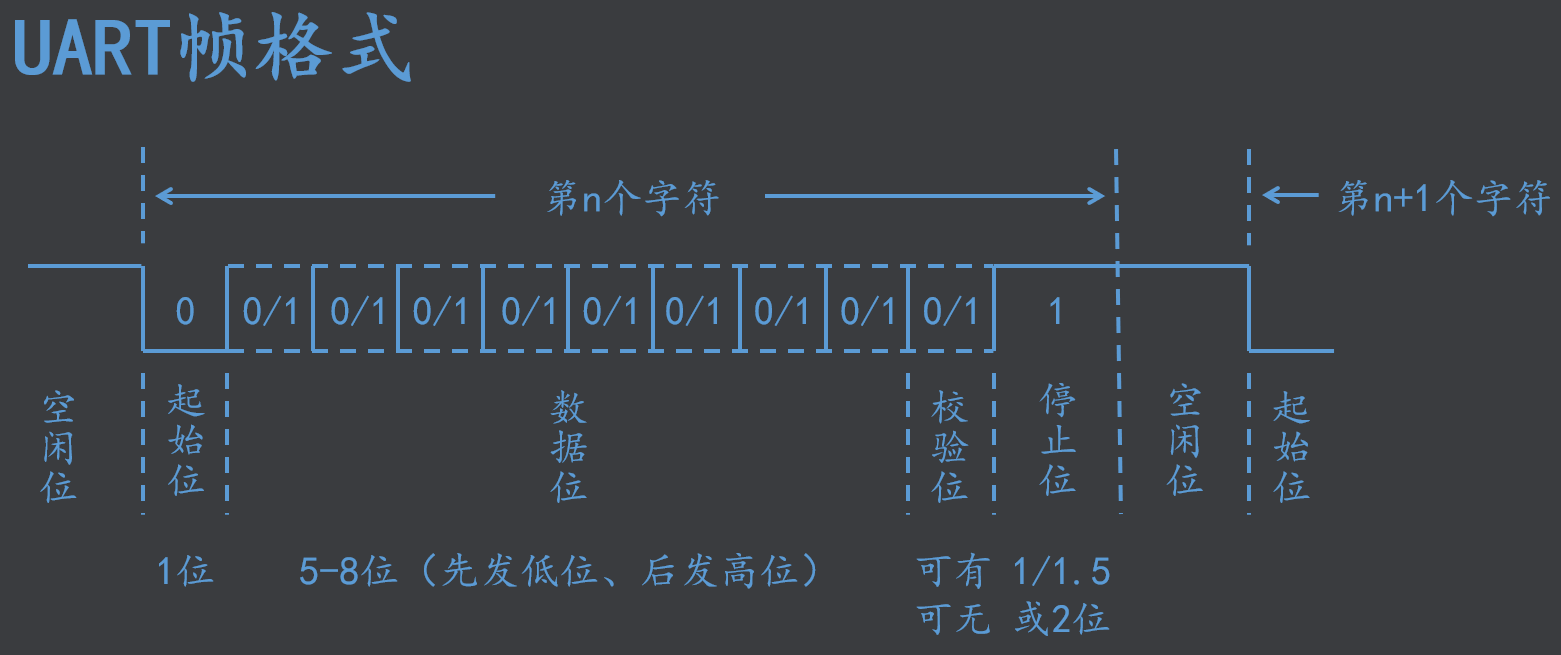 UART帧格式
第n个字符
第n+1个字符
0
0/1
0/1
0/1
0/1
0/1
0/1
0/1
0/1
0/1
1
空闲位
起始位
数据位
校验位
停止位
空闲位
起始位
1位
5-8位（先发低位、后发高位）
可有
可无
1/1.5
或2位